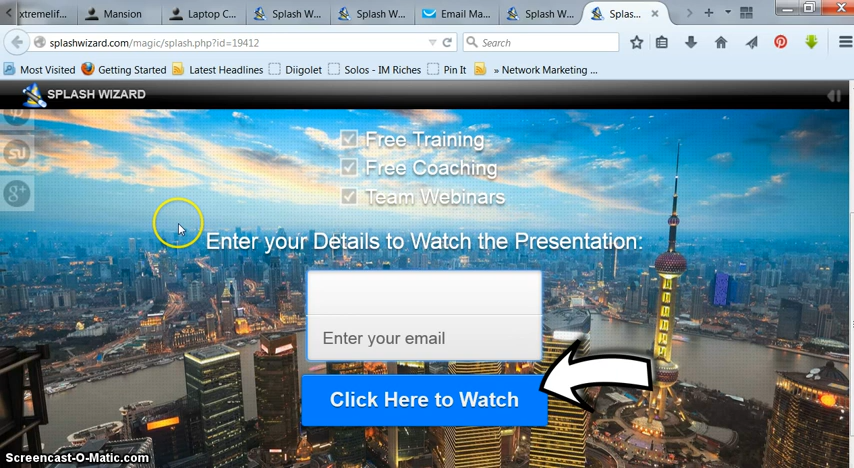 xtremelif...
Mansion
Laptop C...
Splash W...
Splash W...
Email Ma...
Splash W...
Splas...
splashwizard.com/magic/splash.php?id=19412
Search
Most Visited
Getting Started
Latest Headlines
Diigolet
Solos - IM Riches
Pin It
» Network Marketing ...
SPLASH WIZARD
Free Training
Free Coaching
Team Webinars
Enter your Details to Watch the Presentation:
Enter your email
Click Here to Watch
Screencast-O-Matic.com